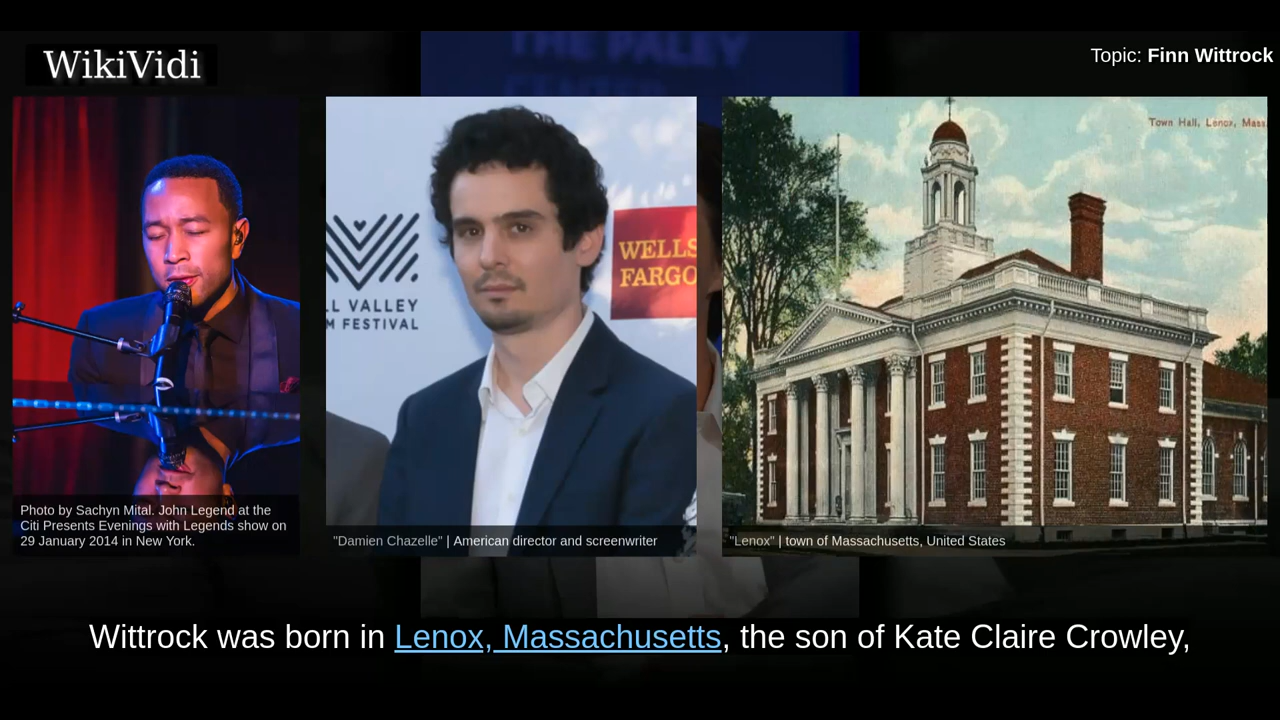 THE PALEY
CENTER
WikiVidi
Topic: Finn Wittrock
Town Hall, Lenox, Mass.
WELLS
FARGO
LL VALLEY
M FESTIVAL
Photo by Sachyn Mital. John Legend at the
Citi Presents Evenings with Legends show on
29 January 2014 in New York.
"Damien Chazelle" | American director and screenwriter
"Lenox" | town of Massachusetts, United States
Wittrock was born in Lenox, Massachusetts, the son of Kate Claire Crowley,